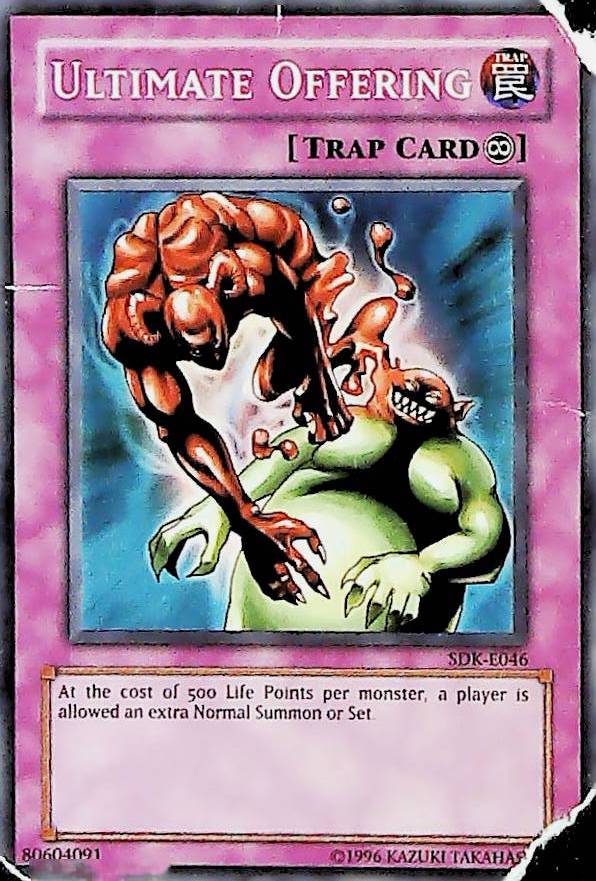 ULTIMATE OFFERING
TRAP
罠
[TRAP CARD∞]
SDK-E046
At the cost of 500 Life Points per monster, a player is
allowed an extra Normal Summon or Set.
80604091
©1996 KAZUKI TAKAHAS